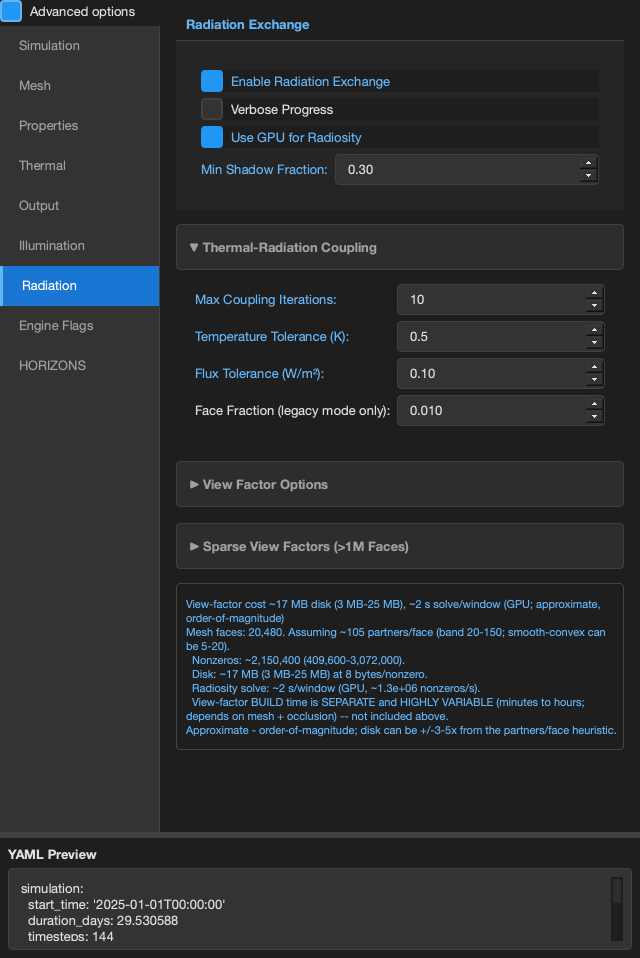 Advanced options
Simulation
Mesh
Properties
Thermal
Output
Illumination
Radiation
Engine Flags
HORIZONS
Radiation Exchange
Enable Radiation Exchange
Verbose Progress
Use GPU for Radiosity
Min Shadow Fraction: 0.30
▼ Thermal-Radiation Coupling
Max Coupling Iterations: 10
Temperature Tolerance (K): 0.5
Flux Tolerance (W/m²): 0.10
Face Fraction (legacy mode only): 0.010
▶ View Factor Options
▶ Sparse View Factors (>1M Faces)
View-factor cost ~17 MB disk (3 MB-25 MB), ~2 s solve/window (GPU; approximate,
order-of-magnitude)
Mesh faces: 20,480. Assuming ~105 partners/face (band 20-150; smooth-convex can
be 5-20).
Nonzeros: ~2,150,400 (409,600-3,072,000).
Disk: ~17 MB (3 MB-25 MB) at 8 bytes/nonzero.
Radiosity solve: ~2 s/window (GPU, ~1.3e+06 nonzeros/s).
View-factor BUILD time is SEPARATE and HIGHLY VARIABLE (minutes to hours;
depends on mesh + occlusion) -- not included above.
Approximate - order-of-magnitude; disk can be +/-3-5x from the partners/face heuristic.
YAML Preview
simulation:
start_time: '2025-01-01T00:00:00'
duration_days: 29.530588
timesteps: 144